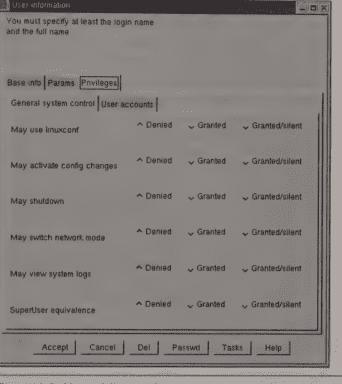 User information
You must specify at least the login name
and the full name
Base info Params Privileges
General system control User accounts
May use linuxconf Denied Granted Granted/silent
May activate config changes Denied Granted Granted/silent
May shutdown Denied Granted Granted/silent
May switch network mode Denied Granted Granted/silent
May view system logs Denied Granted Granted/silent
SuperUser equivalence Denied Granted Granted/silent
Accept Cancel Del Passwd Tasks Help